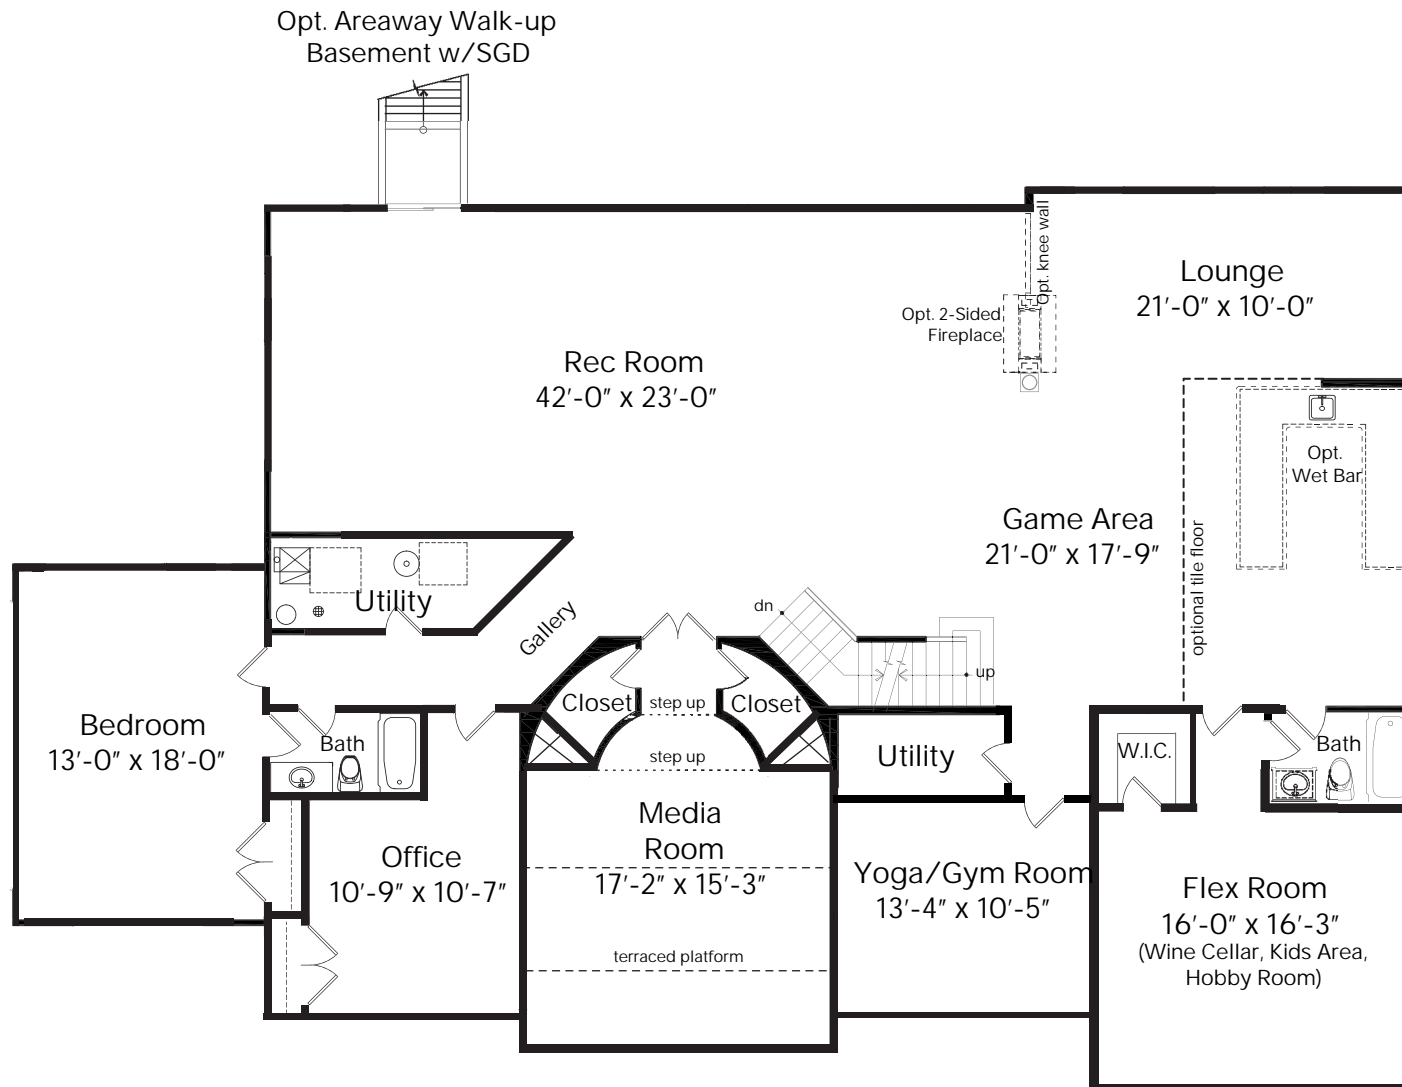 Opt. Areaway Walk-up
Basement w/SGD
Opt. knee wall
Lounge
21'-0" x 10'-0"
Opt. 2-Sided
Fireplace
Rec Room
42'-0" x 23'-0"
Opt.
Wet Bar
Game Area
21'-0" x 17'-9"
optional tile floor
Utility
Gallery
dn
up
Closet
step up
Closet
Bedroom
13'-0" x 18'-0"
Bath
step up
Utility
W.I.C.
Bath
Media
Room
17'-2" x 15'-3"
Office
10'-9" x 10'-7"
Yoga/Gym Room
13'-4" x 10'-5"
Flex Room
16'-0" x 16'-3"
(Wine Cellar, Kids Area,
Hobby Room)
terraced platform